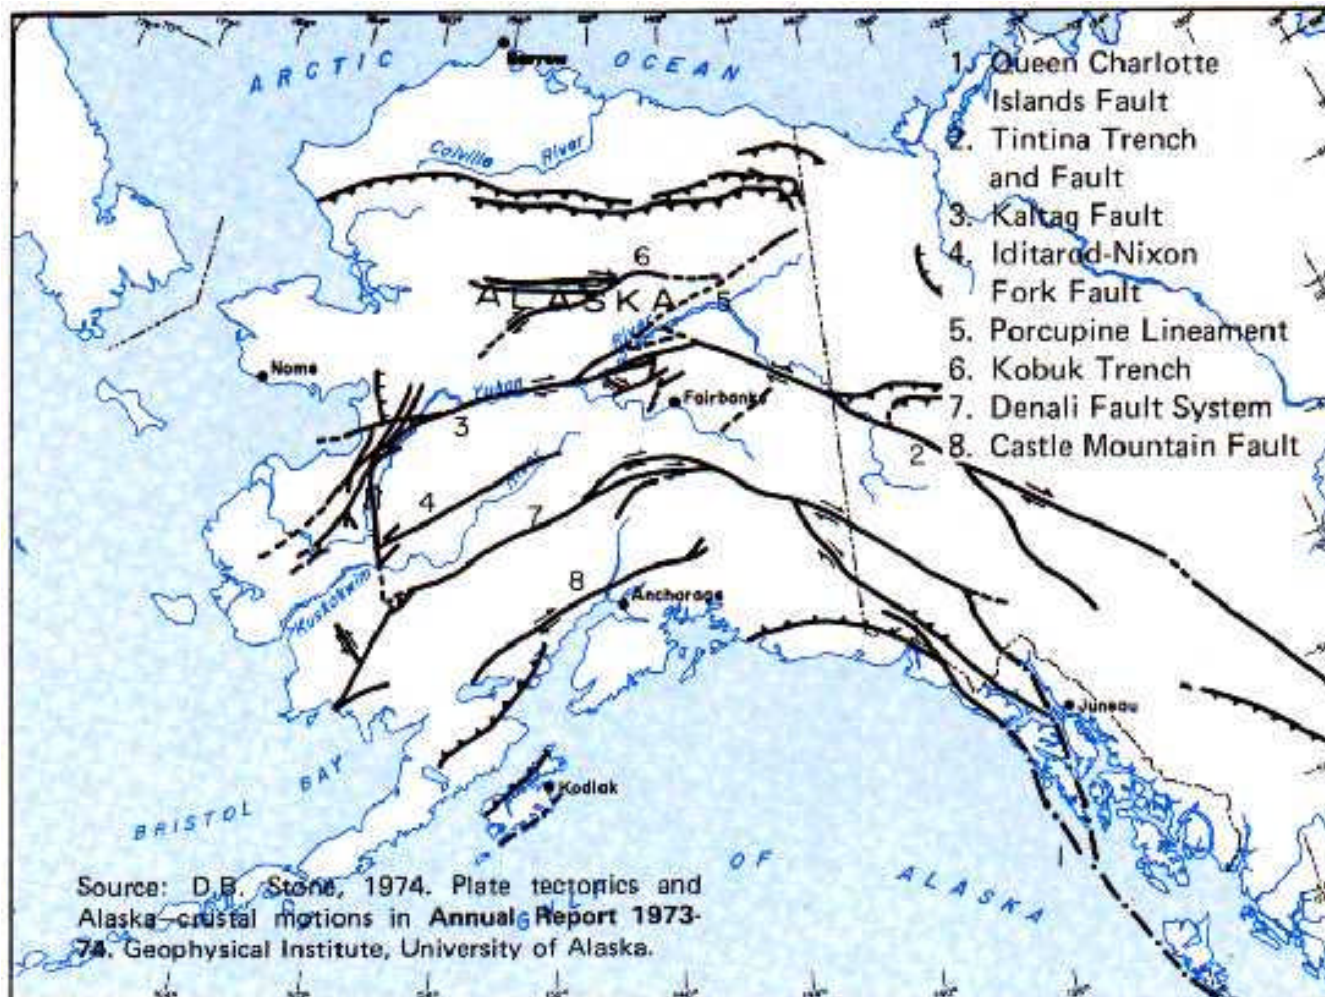 ARCTIC OCEAN
Barrow
1. Queen Charlotte
Islands Fault
2. Tintina Trench
and Fault
3. Kaltag Fault
4. Iditarod-Nixon
Fork Fault
5. Porcupine Lineament
6. Kobuk Trench
7. Denali Fault System
8. Castle Mountain Fault
Colville River
6
ALASKA
5
River
Nome
Yukon
Fairbanks
3
2
4
7
8
Kuskokwim
Anchorage
Juneau
Kodiak
BRISTOL BAY
1
GULF OF ALASKA
Source: D.B. Stone, 1974. Plate tectonics and
Alaska—crustal motions in Annual Report 1973-
74. Geophysical Institute, University of Alaska.